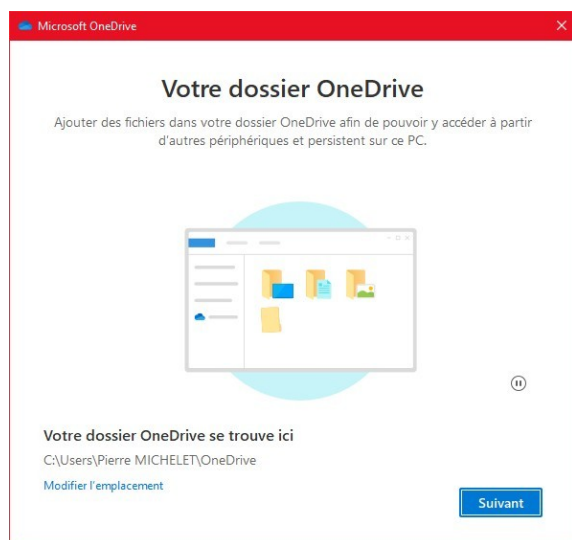 Microsoft OneDrive
Votre dossier OneDrive
Ajouter des fichiers dans votre dossier OneDrive afin de pouvoir y accéder à partir
d'autres périphériques et persistent sur ce PC.
Votre dossier OneDrive se trouve ici
C:\Users\Pierre MICHELET\OneDrive
Modifier l'emplacement
Suivant